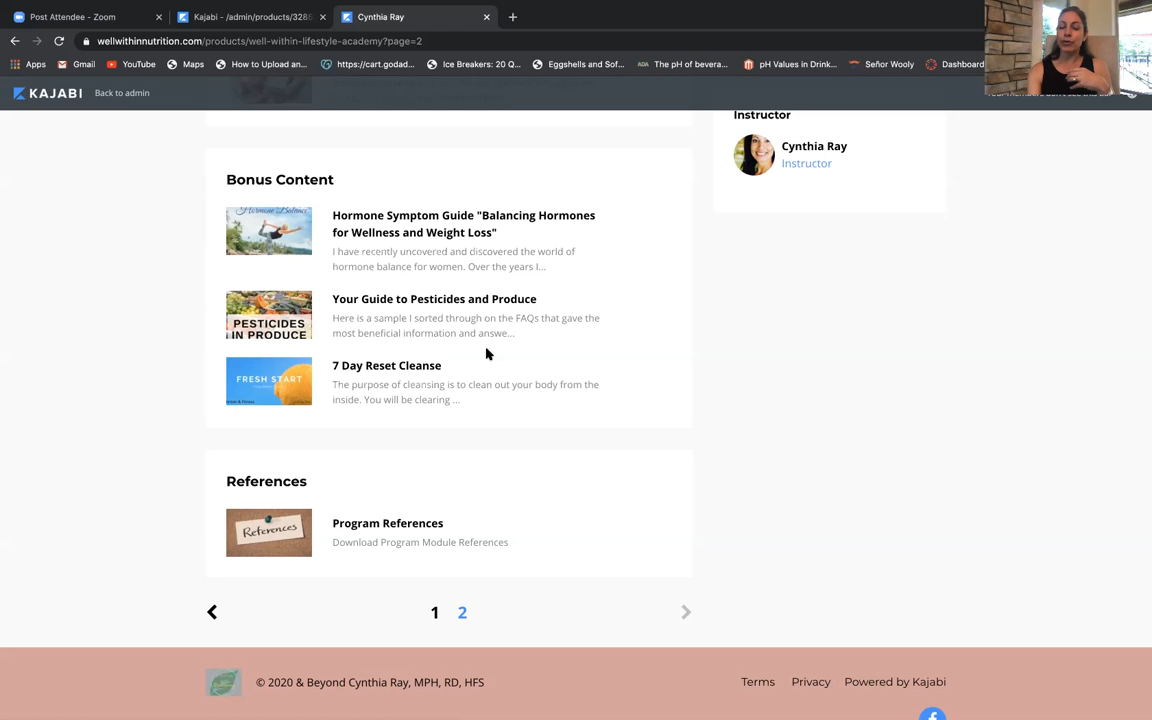 Post Attendee - Zoom
Kajabi - /admin/products/3288
Cynthia Ray
wellwithinnutrition.com/products/well-within-lifestyle-academy?page=2
Apps
Gmail
YouTube
Maps
How to Upload an...
https://cart.godad...
Ice Breakers: 20 Q...
Eggshells and Sof...
ADA
The pH of bevera...
pH Values in Drink...
Señor Wooly
Dashboard
KAJABI
Back to admin
Instructor
Cynthia Ray
Instructor
Bonus Content
Hormone Balance
Hormone Symptom Guide "Balancing Hormones
for Wellness and Weight Loss"
I have recently uncovered and discovered the world of
hormone balance for women. Over the years I...
PESTICIDES
IN PRODUCE
Your Guide to Pesticides and Produce
Here is a sample I sorted through on the FAQs that gave the
most beneficial information and answe...
FRESH START
7 Day Reset Cleanse
The purpose of cleansing is to clean out your body from the
inside. You will be clearing ...
References
References
Program References
Download Program Module References
1 2
© 2020 & Beyond Cynthia Ray, MPH, RD, HFS
Terms
Privacy
Powered by Kajabi